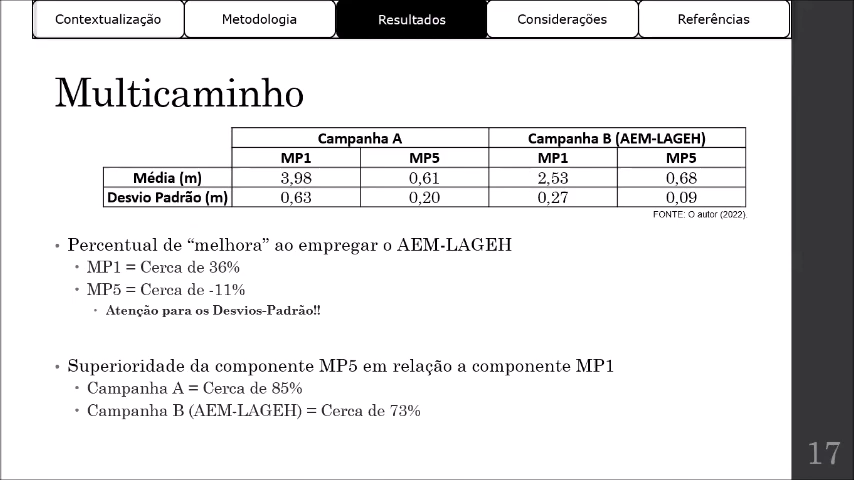 Contextualização Metodologia Resultados Considerações Referências
Multicaminho
Campanha A Campanha B (AEM-LAGEH)
MP1 MP5 MP1 MP5
Média (m) 3,98 0,61 2,53 0,68
Desvio Padrão (m) 0,63 0,20 0,27 0,09
FONTE: O autor (2022).
• Percentual de “melhora” ao empregar o AEM-LAGEH
• MP1 = Cerca de 36%
• MP5 = Cerca de -11%
• Atenção para os Desvios-Padrão!!
• Superioridade da componente MP5 em relação a componente MP1
• Campanha A = Cerca de 85%
• Campanha B (AEM-LAGEH) = Cerca de 73%
17